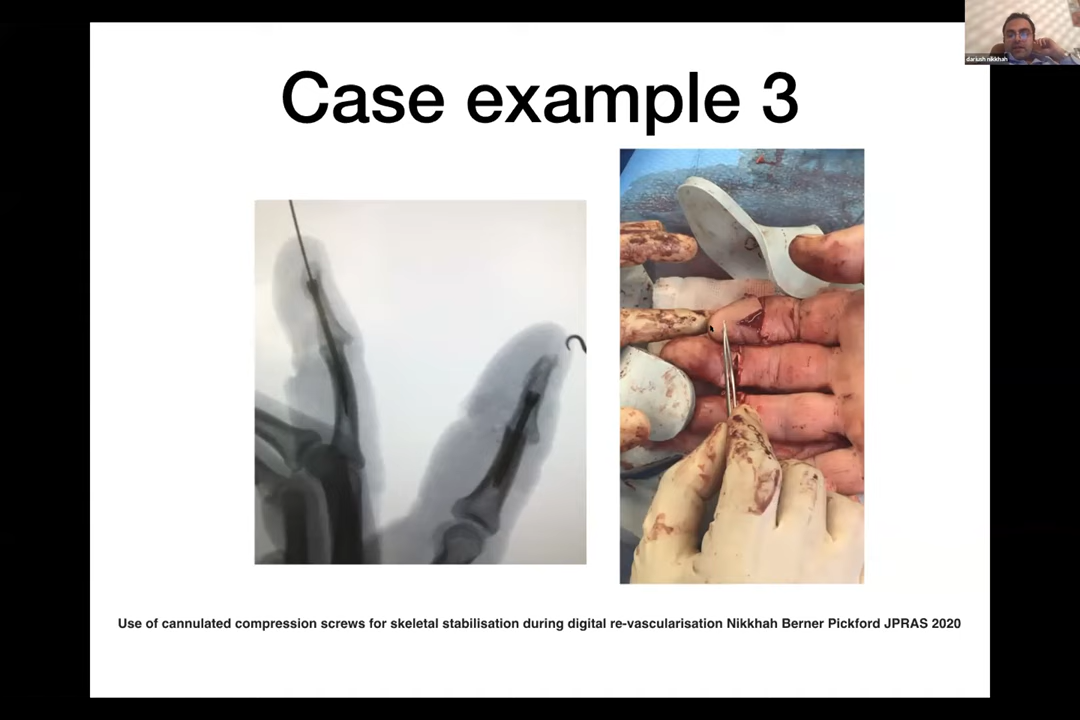 dariush nikkhah
Case example 3
Use of cannulated compression screws for skeletal stabilisation during digital re-vascularisation Nikkhah Berner Pickford JPRAS 2020